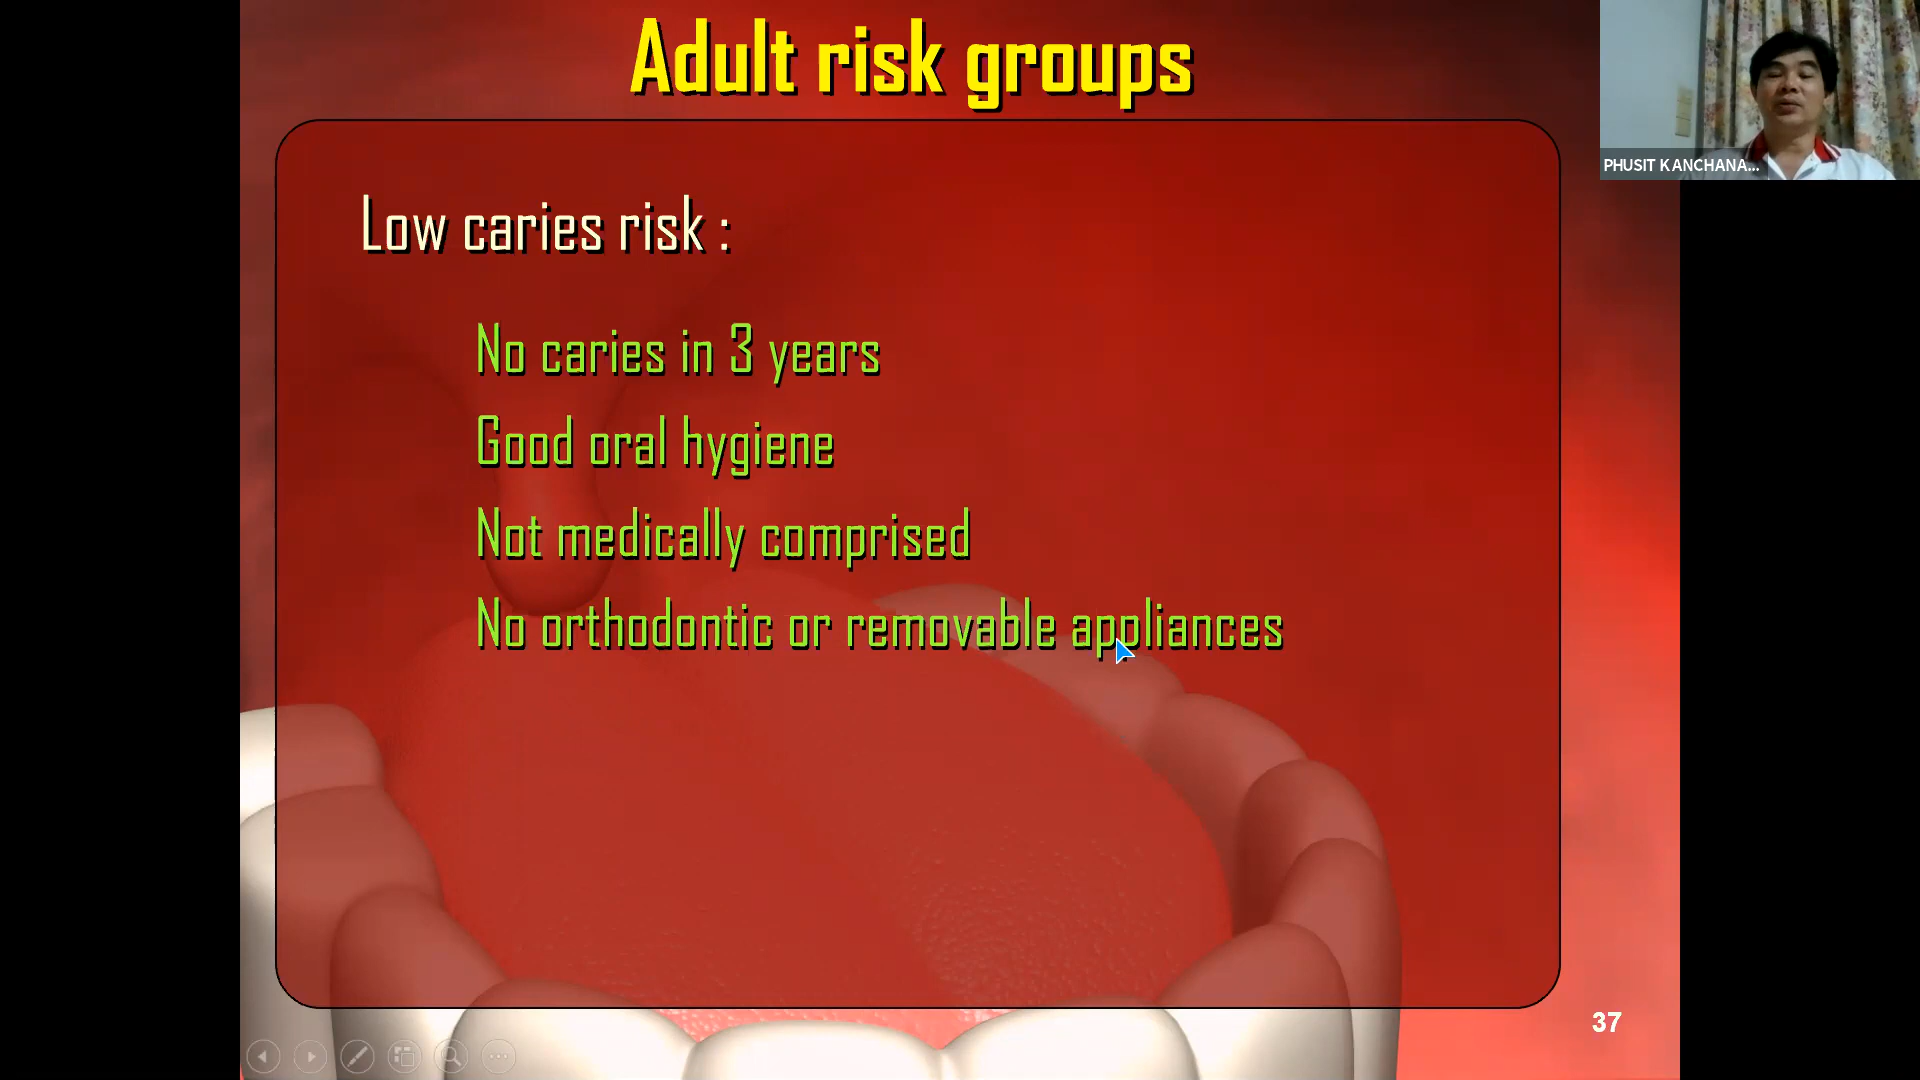 Adult risk groups
PHUSIT KANCHANA...
Low caries risk :
No caries in 3 years
Good oral hygiene
Not medically comprised
No orthodontic or removable appliances
37